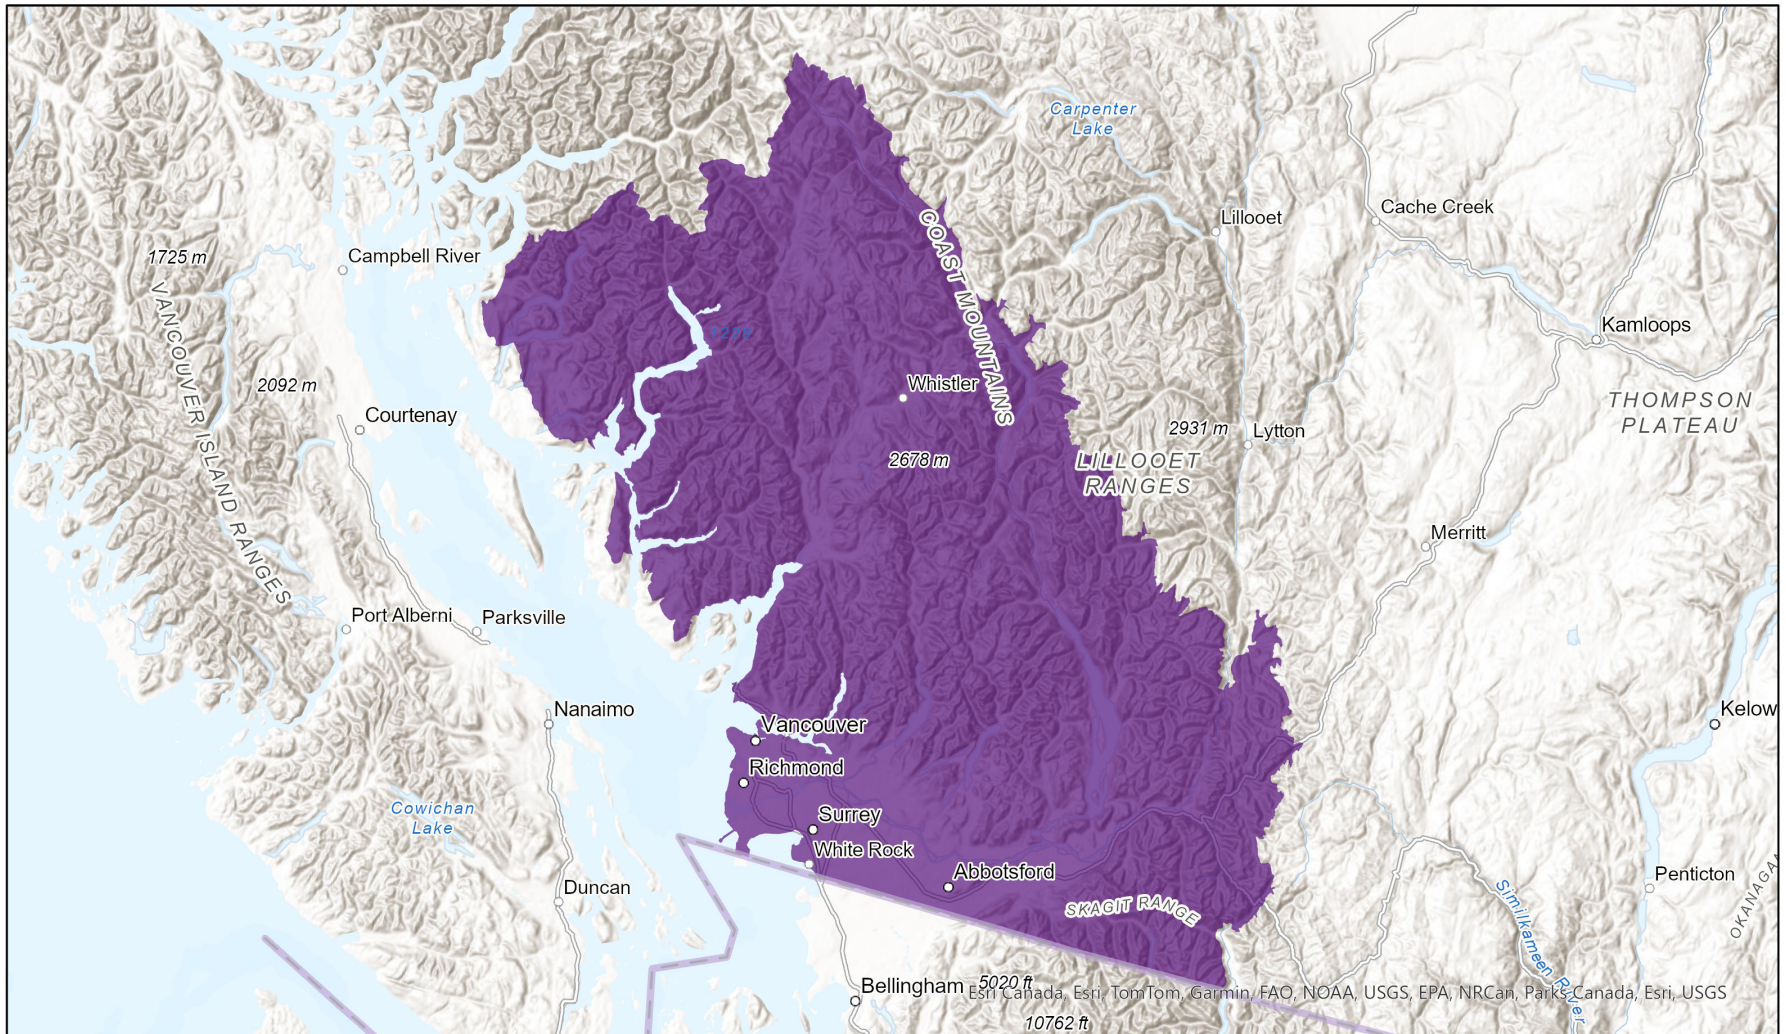 Carpenter
Lake
Cache Creek
Lillooet
COAST MOUNTAINS
1725 m
Campbell River
VANCOUVER ISLAND RANGES
Kamloops
2092 m
Whistler
THOMPSON
PLATEAU
Courtenay
2931 m
Lytton
2678 m
LILLOOET
RANGES
Merritt
Port Alberni
Parksville
Nanaimo
Vancouver
Kelow
Richmond
Cowichan
Lake
Surrey
White Rock
Abbotsford
Penticton
Duncan
SKAGIT RANGE
OKANAGA
Similkameen River
Bellingham
5020 ft
Esri Canada, Esri, TomTom, Garmin, FAO, NOAA, USGS, EPA, NRCan, Parks Canada, Esri, USGS
10762 ft